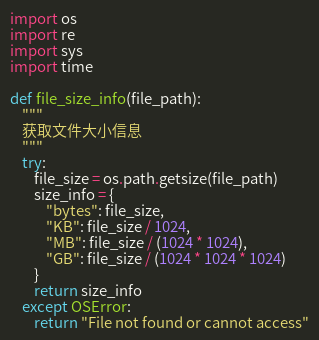 import os
import re
import sys
import time

def file_size_info(file_path):
    """
    获取文件大小信息
    """
    try:
        file_size = os.path.getsize(file_path)
        size_info = {
            "bytes": file_size,
            "KB": file_size / 1024,
            "MB": file_size / (1024 * 1024),
            "GB": file_size / (1024 * 1024 * 1024)
        }
        return size_info
    except OSError:
        return "File not found or cannot access"